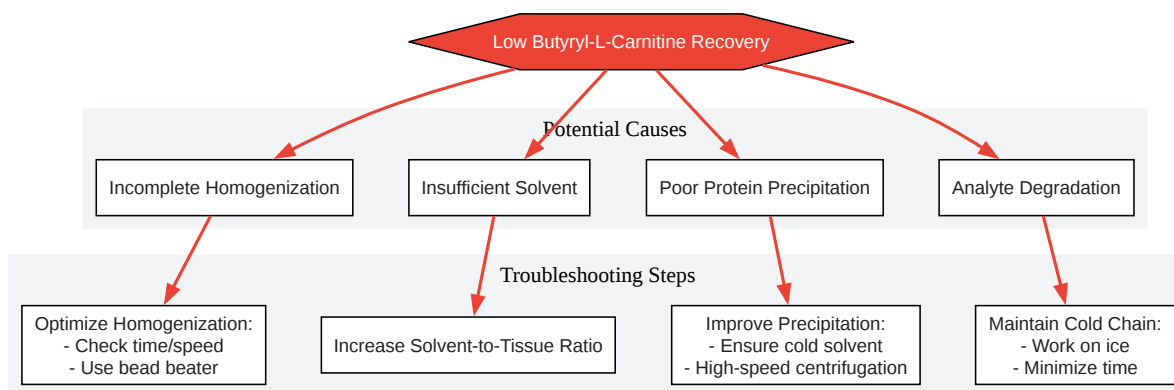 Low Butyryl-L-Carnitine Recovery
Potential Causes
Incomplete Homogenization
Insufficient Solvent
Poor Protein Precipitation
Analyte Degradation
Troubleshooting Steps
Optimize Homogenization:
- Check time/speed
- Use bead beater
Increase Solvent-to-Tissue Ratio
Improve Precipitation:
- Ensure cold solvent
- High-speed centrifugation
Maintain Cold Chain:
- Work on ice
- Minimize time